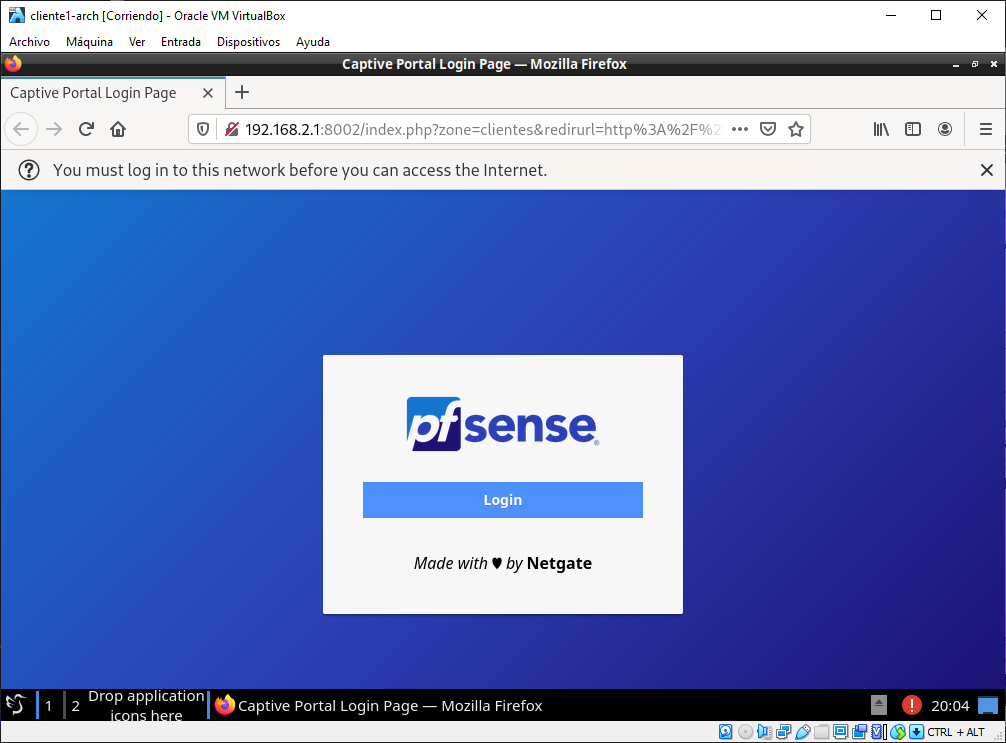 cliente1-arch [Corriendo] - Oracle VM VirtualBox
Archivo Máquina Ver Entrada Dispositivos Ayuda
Captive Portal Login Page — Mozilla Firefox
Captive Portal Login Page
192.168.2.1:8002/index.php?zone=clientes&redirurl=http%3A%2F%2
You must log in to this network before you can access the Internet.
pfsense
Login
Made with ♥ by Netgate
1 2 Drop application icons here Captive Portal Login Page — Mozilla Firefox 20:04
CTRL + ALT